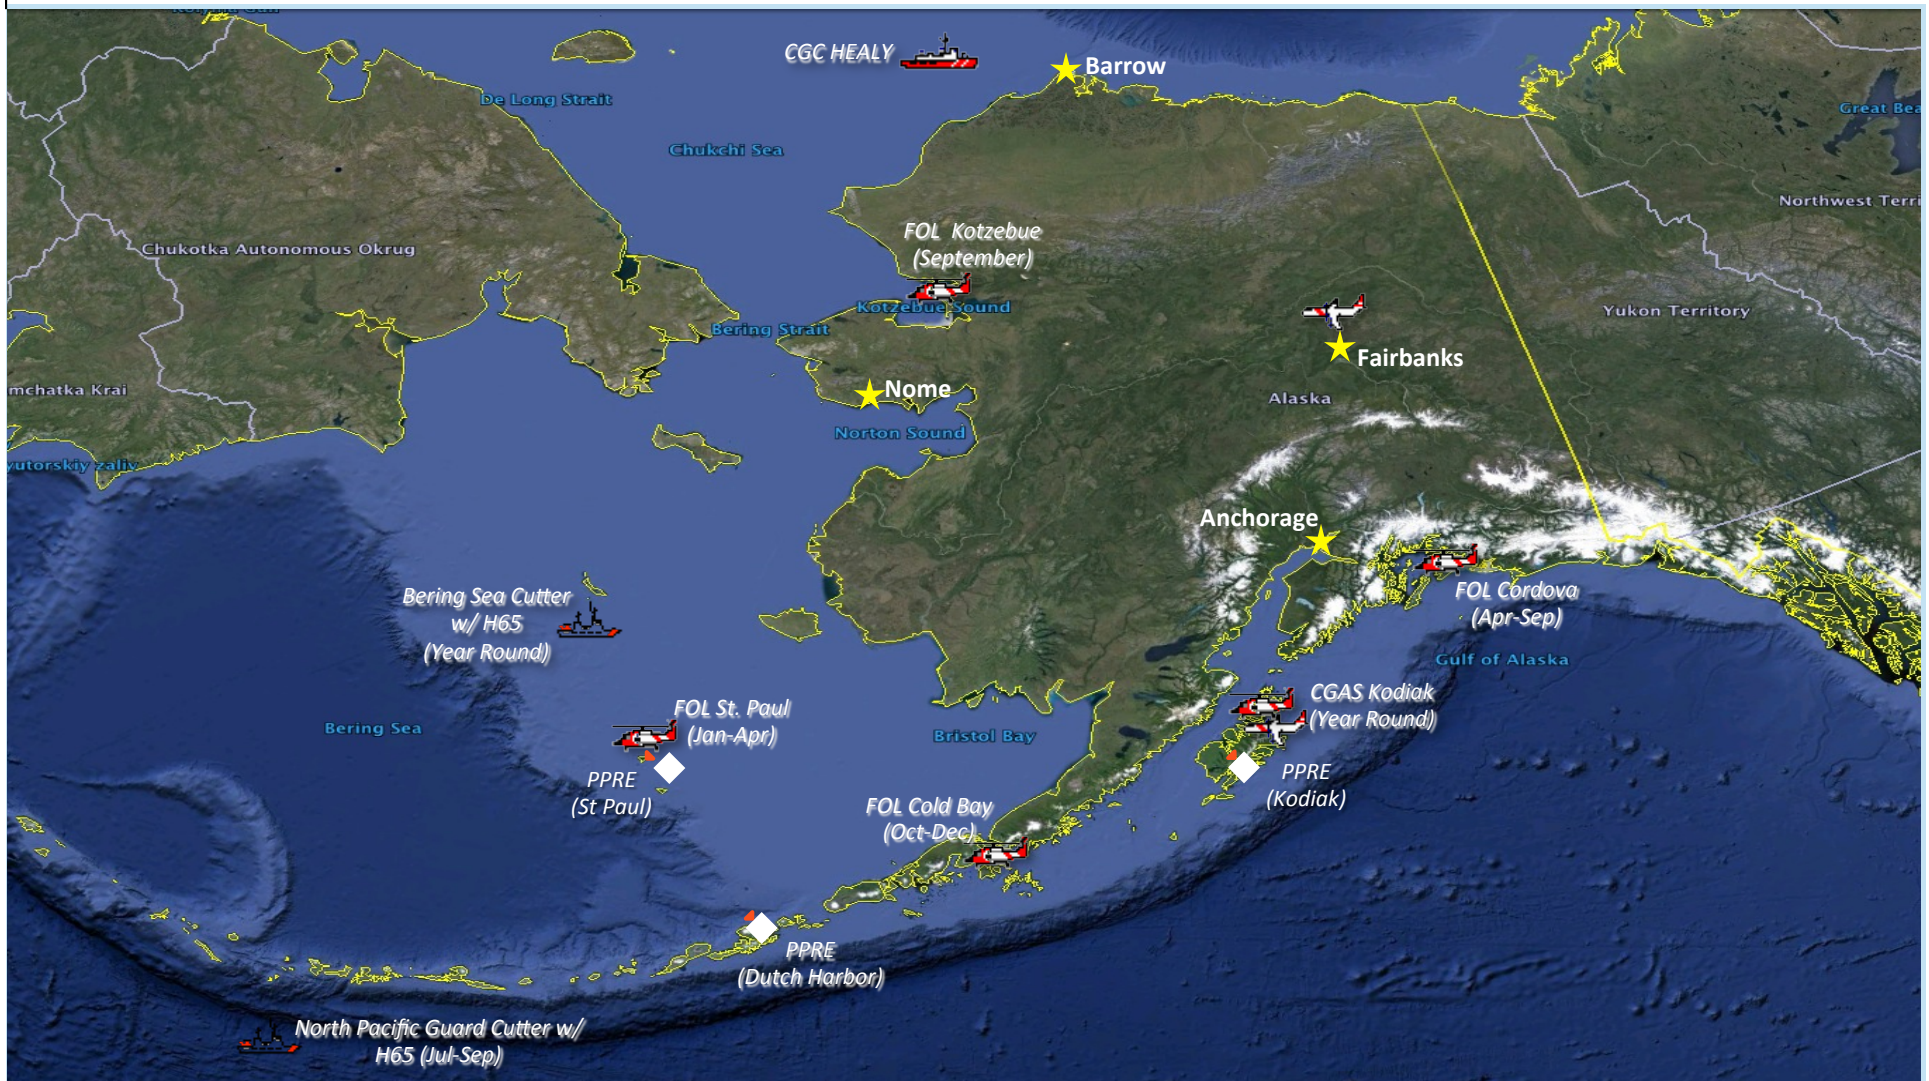 CGC HEALY
Barrow
De Long Strait
Great Bea
Chukchi Sea
Northwest Terri
FOL Kotzebue
(September)
Chukotka Autonomous Okrug
Kotzebue Sound
Yukon Territory
Bering Strait
Fairbanks
mchatka Krai
Nome
Alaska
Norton Sound
yutorskiy zaliv
Anchorage
Bering Sea Cutter
w/ H65
(Year Round)
FOL Cordova
(Apr-Sep)
Gulf of Alaska
FOL St. Paul
(Jan-Apr)
CGAS Kodiak
(Year Round)
Bering Sea
Bristol Bay
PPRE
(St Paul)
PPRE
(Kodiak)
FOL Cold Bay
(Oct-Dec)
PPRE
(Dutch Harbor)
North Pacific Guard Cutter w/
H65 (Jul-Sep)